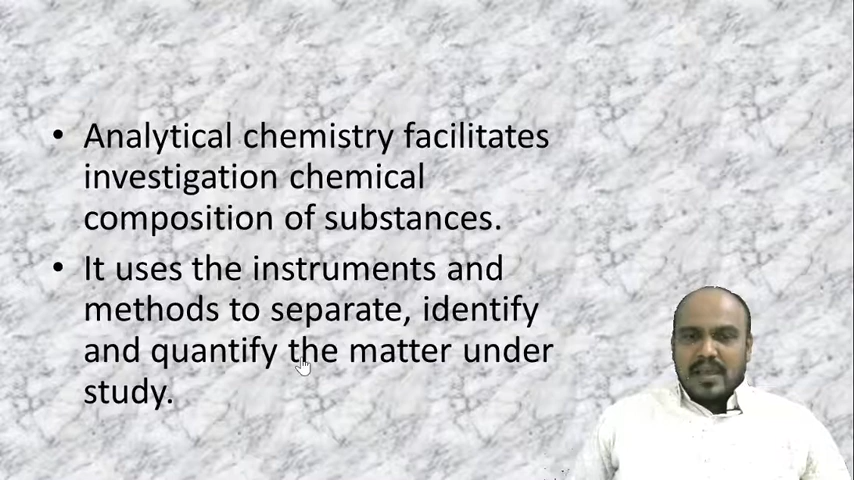 • Analytical chemistry facilitates
investigation chemical
composition of substances.
• It uses the instruments and
methods to separate, identify
and quantify the matter under
study.